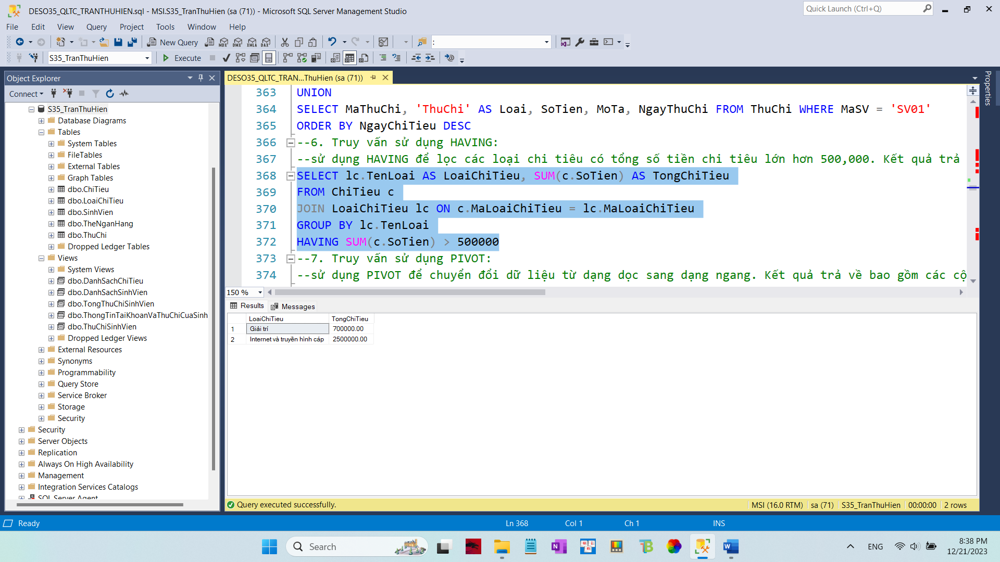 DESO35_QLTC_TRANTHUHIEN.sql - MSI.S35_TranThuHien (sa (71)) - Microsoft SQL Server Management Studio
Quick Launch (Ctrl+Q)
File Edit View Query Project Tools Window Help
New Query
MDX DMX XMLA DAX
:
S35_TranThuHien
Execute
Object Explorer
Connect
S35_TranThuHien
Database Diagrams
Tables
System Tables
FileTables
External Tables
Graph Tables
dbo.ChiTieu
dbo.LoaiChiTieu
dbo.SinhVien
dbo.TheNganHang
dbo.ThuChi
Dropped Ledger Tables
Views
System Views
dbo.DanhSachChiTieu
dbo.DanhSachSinhVien
dbo.TongThuChiSinhVien
dbo.ThongTinTaiKhoanVaThuChiCuaSinh
dbo.ThuChiSinhVien
Dropped Ledger Views
External Resources
Synonyms
Programmability
Query Store
Service Broker
Storage
Security
Security
Server Objects
Replication
Always On High Availability
Management
Integration Services Catalogs
SQL Server Agent
DESO35_QLTC_TRAN...ThuHien (sa (71))
Properties
363 UNION
364 SELECT MaThuChi, 'ThuChi' AS Loai, SoTien, MoTa, NgayThuChi FROM ThuChi WHERE MaSV = 'SV01'
365 ORDER BY NgayChiTieu DESC
366 --6. Truy vấn sử dụng HAVING:
367 --sử dụng HAVING để lọc các loại chi tiêu có tổng số tiền chi tiêu lớn hơn 500,000. Kết quả trả
368 SELECT lc.TenLoai AS LoaiChiTieu, SUM(c.SoTien) AS TongChiTieu
369 FROM ChiTieu c
370 JOIN LoaiChiTieu lc ON c.MaLoaiChiTieu = lc.MaLoaiChiTieu
371 GROUP BY lc.TenLoai
372 HAVING SUM(c.SoTien) > 500000
373 --7. Truy vấn sử dụng PIVOT:
374 --sử dụng PIVOT để chuyển đổi dữ liệu từ dạng dọc sang dạng ngang. Kết quả trả về bao gồm các cộ
150 %
Results Messages
LoaiChiTieu TongChiTieu
1 Giải trí 700000.00
2 Internet và truyền hình cáp 2500000.00
Query executed successfully.
MSI (16.0 RTM) sa (71) S35_TranThuHien 00:00:00 2 rows
Ready Ln 368 Col 1 Ch 1 INS
Search
ENG
8:38 PM
12/21/2023